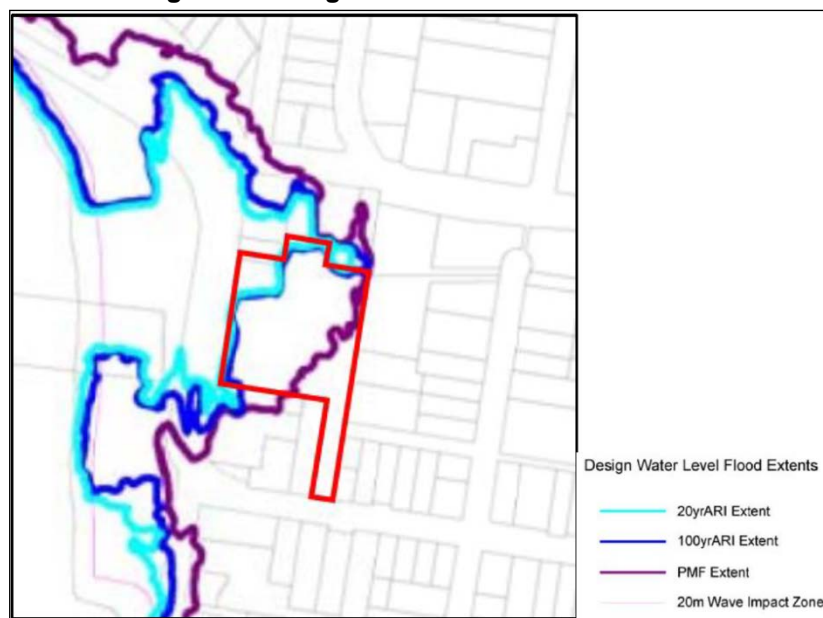 Design Water Level Flood Extents
20yrARI Extent
100yrARI Extent
PMF Extent
20m Wave Impact Zone